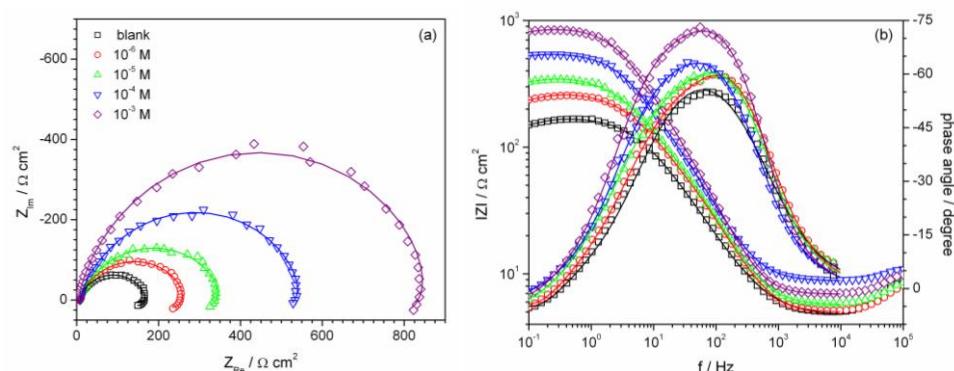 (a)
blank
10⁻⁶ M
10⁻⁵ M
10⁻⁴ M
10⁻³ M
-600
-400
-200
0
Z_Im / Ω cm²
0 200 400 600 800
Z_Re / Ω cm²
(b)
10³
10²
10¹
|Z| / Ω cm²
-75
-60
-45
-30
-15
0
phase angle / degree
10⁻¹ 10⁰ 10¹ 10² 10³ 10⁴ 10⁵
f / Hz